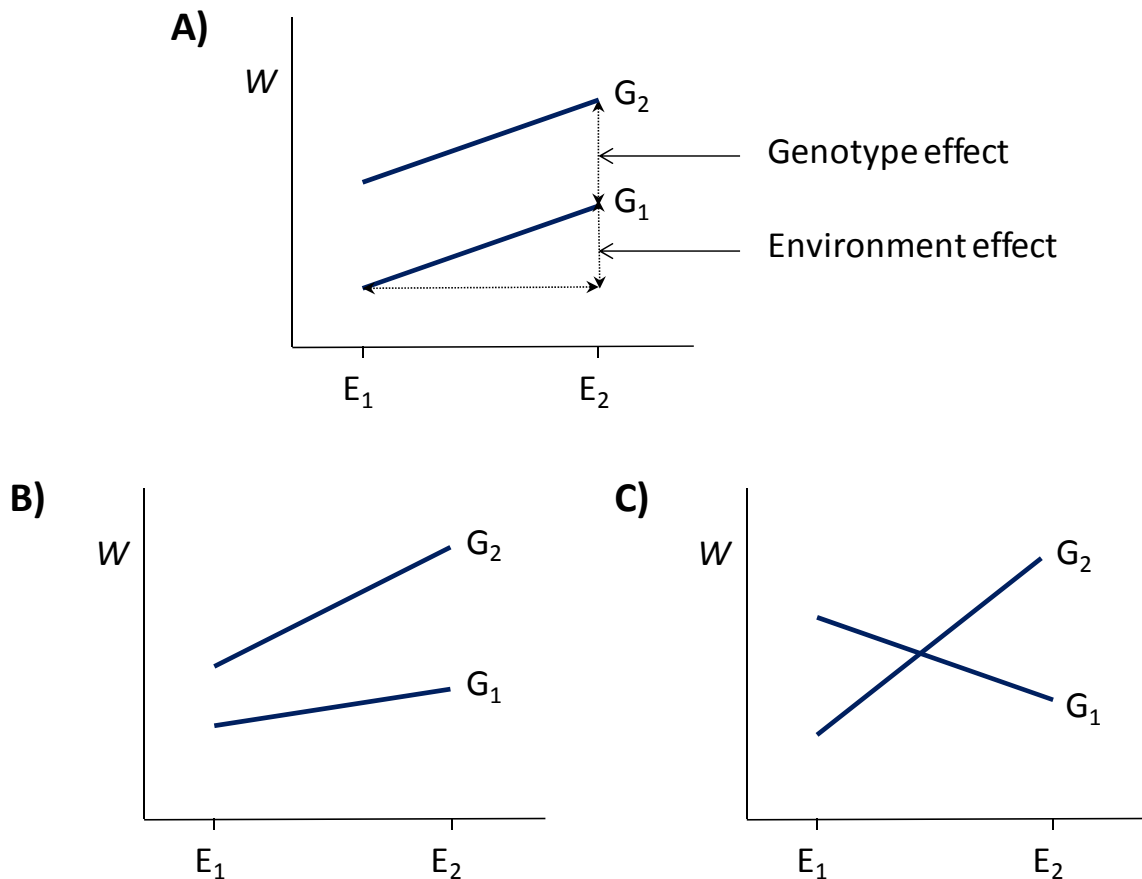 A)
W
G₂
Genotype effect
G₁
Environment effect
E₁ E₂
B)
W
G₂
G₁
E₁ E₂
C)
W
G₂
G₁
E₁ E₂